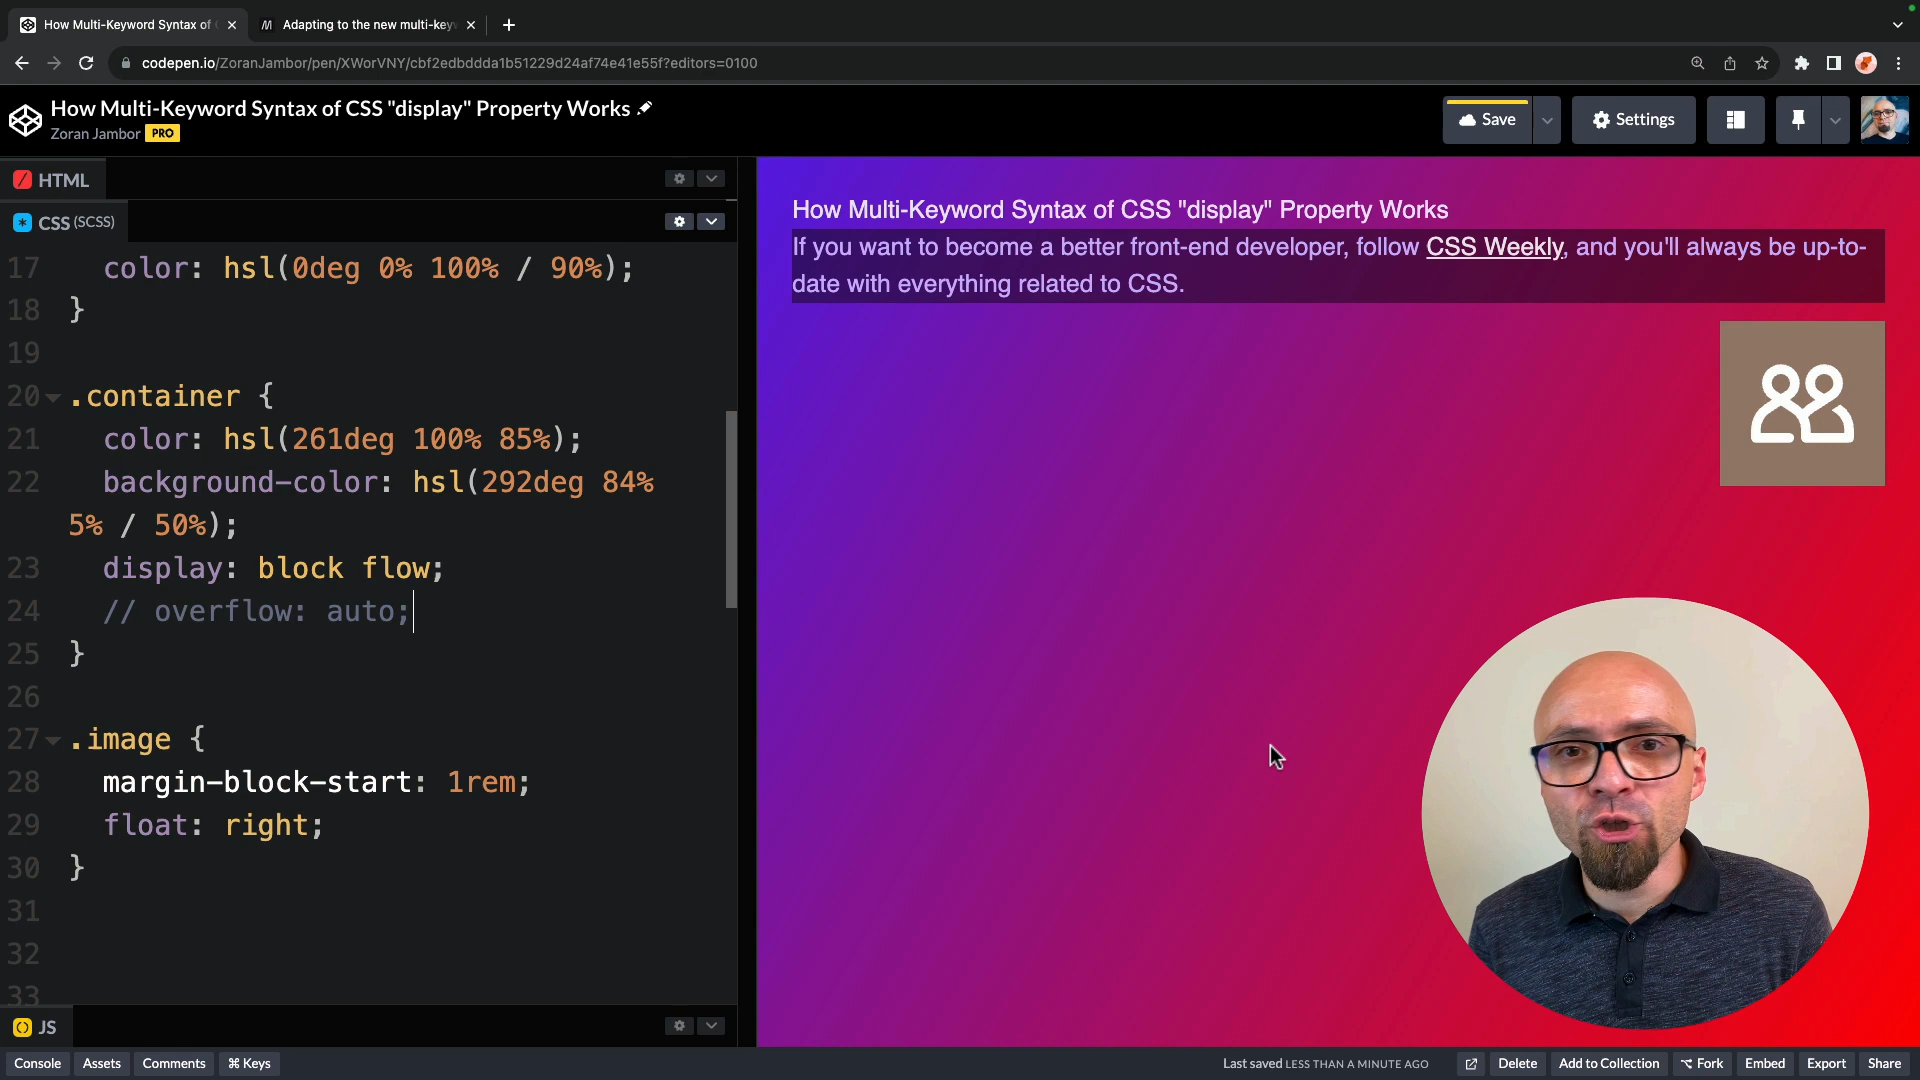 How Multi-Keyword Syntax of
Adapting to the new multi-key
codepen.io/ZoranJambor/pen/XWorVNY/cbf2edbddda1b51229d24af74e41e55f?editors=0100
How Multi-Keyword Syntax of CSS "display" Property Works
Zoran Jambor PRO
Save
Settings
HTML
CSS (SCSS)
17 color: hsl(0deg 0% 100% / 90%);
18 }
19
20 .container {
21 color: hsl(261deg 100% 85%);
22 background-color: hsl(292deg 84%
5% / 50%);
23 display: block flow;
24 // overflow: auto;
25 }
26
27 .image {
28 margin-block-start: 1rem;
29 float: right;
30 }
31
32
33
How Multi-Keyword Syntax of CSS "display" Property Works
If you want to become a better front-end developer, follow CSS Weekly, and you'll always be up-to-
date with everything related to CSS.
JS
Console Assets Comments ⌘ Keys
Last saved LESS THAN A MINUTE AGO
Delete Add to Collection Fork Embed Export Share